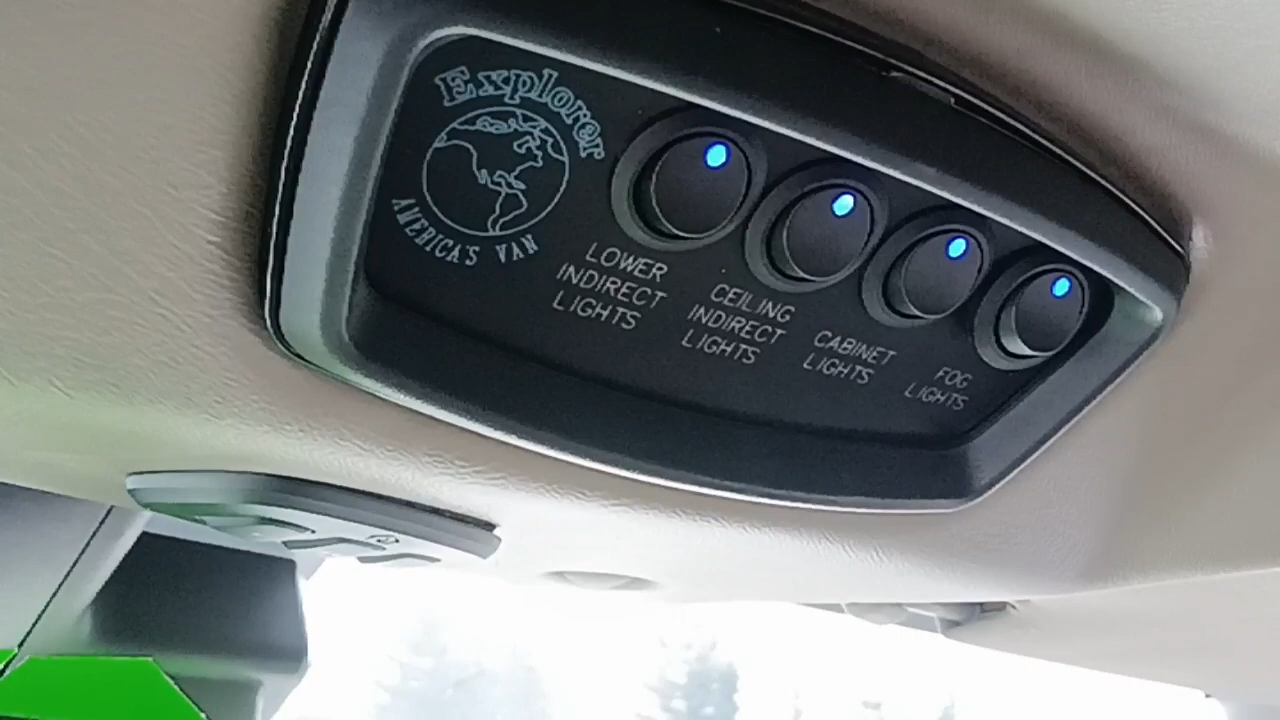 Explorer
AMERICA'S VAN
LOWER
INDIRECT
LIGHTS
CEILING
INDIRECT
LIGHTS
CABINET
LIGHTS
FOG
LIGHTS